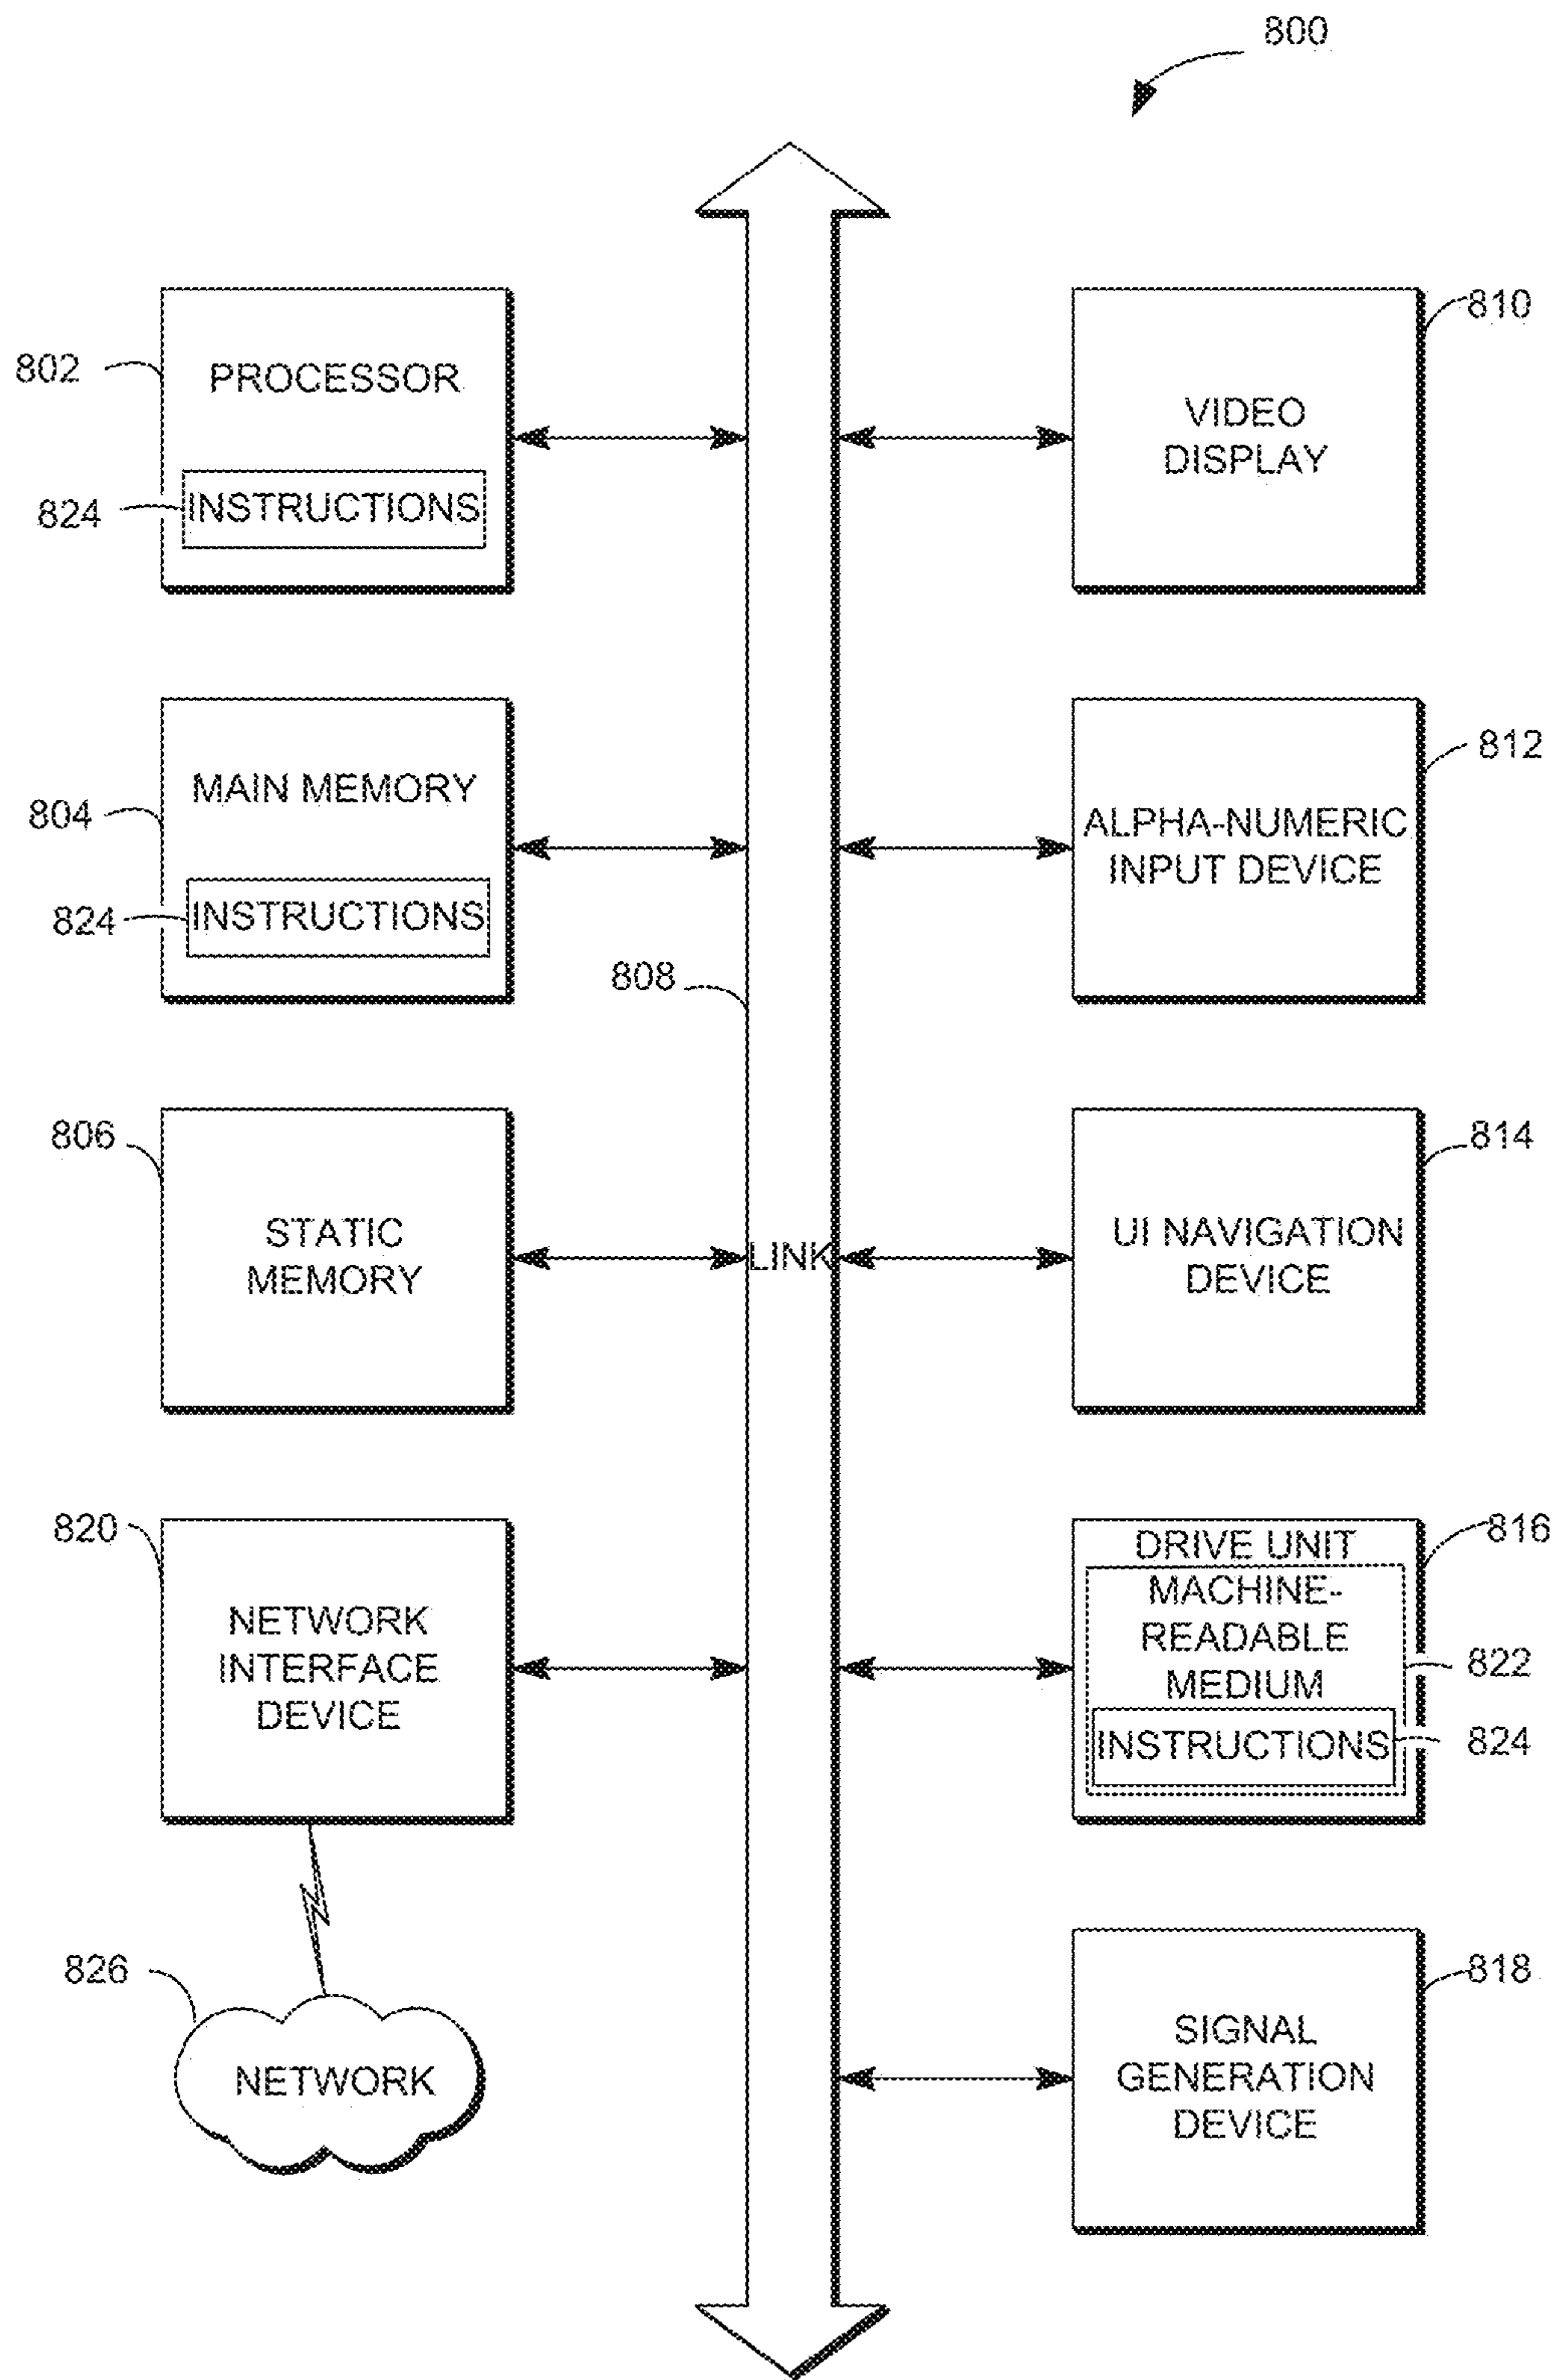 800
802
PROCESSOR
824
INSTRUCTIONS
810
VIDEO
DISPLAY
804
MAIN MEMORY
824
INSTRUCTIONS
812
ALPHA-NUMERIC
INPUT DEVICE
808
806
STATIC
MEMORY
LINK
814
UI NAVIGATION
DEVICE
820
NETWORK
INTERFACE
DEVICE
816
DRIVE UNIT
MACHINE-
READABLE
MEDIUM
822
INSTRUCTIONS
824
826
NETWORK
818
SIGNAL
GENERATION
DEVICE